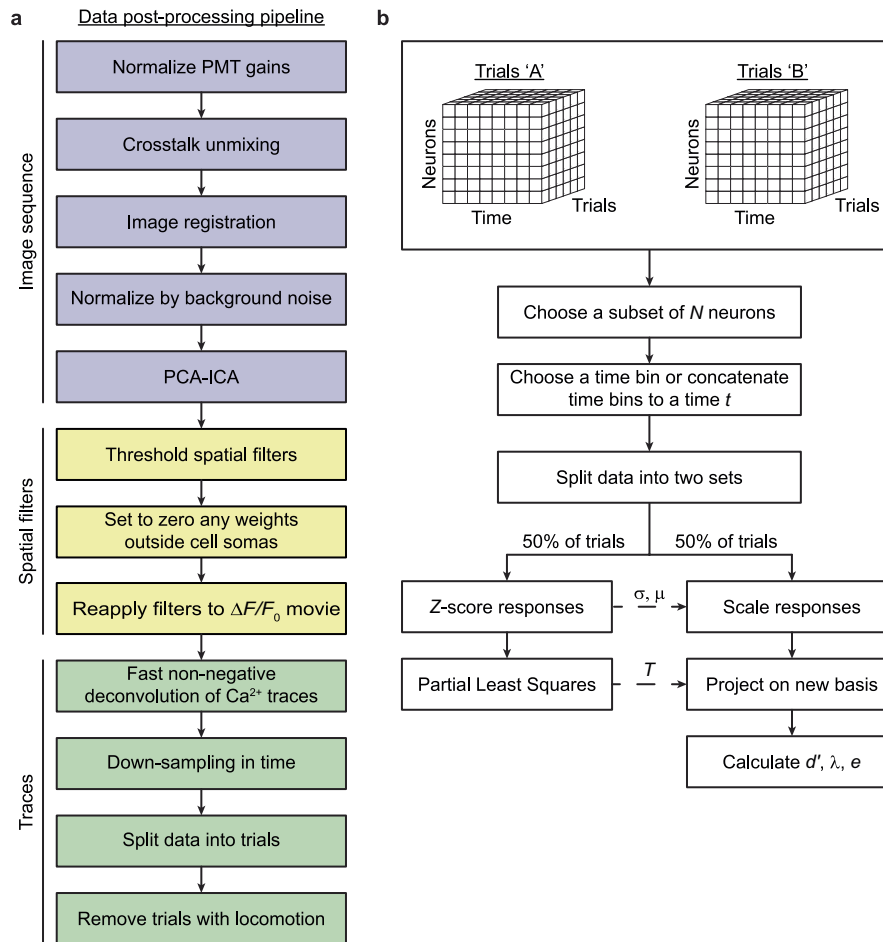 a
Data post-processing pipeline
Image sequence
Normalize PMT gains
Crosstalk unmixing
Image registration
Normalize by background noise
PCA-ICA
Spatial filters
Threshold spatial filters
Set to zero any weights
outside cell somas
Reapply filters to ΔF/F₀ movie
Traces
Fast non-negative
deconvolution of Ca²⁺ traces
Down-sampling in time
Split data into trials
Remove trials with locomotion
b
Trials ‘A’
Neurons
Time
Trials
Trials ‘B’
Neurons
Time
Trials
Choose a subset of N neurons
Choose a time bin or concatenate
time bins to a time t
Split data into two sets
50% of trials
50% of trials
Z-score responses
σ, μ
Scale responses
Partial Least Squares
T
Project on new basis
Calculate d′, λ, e